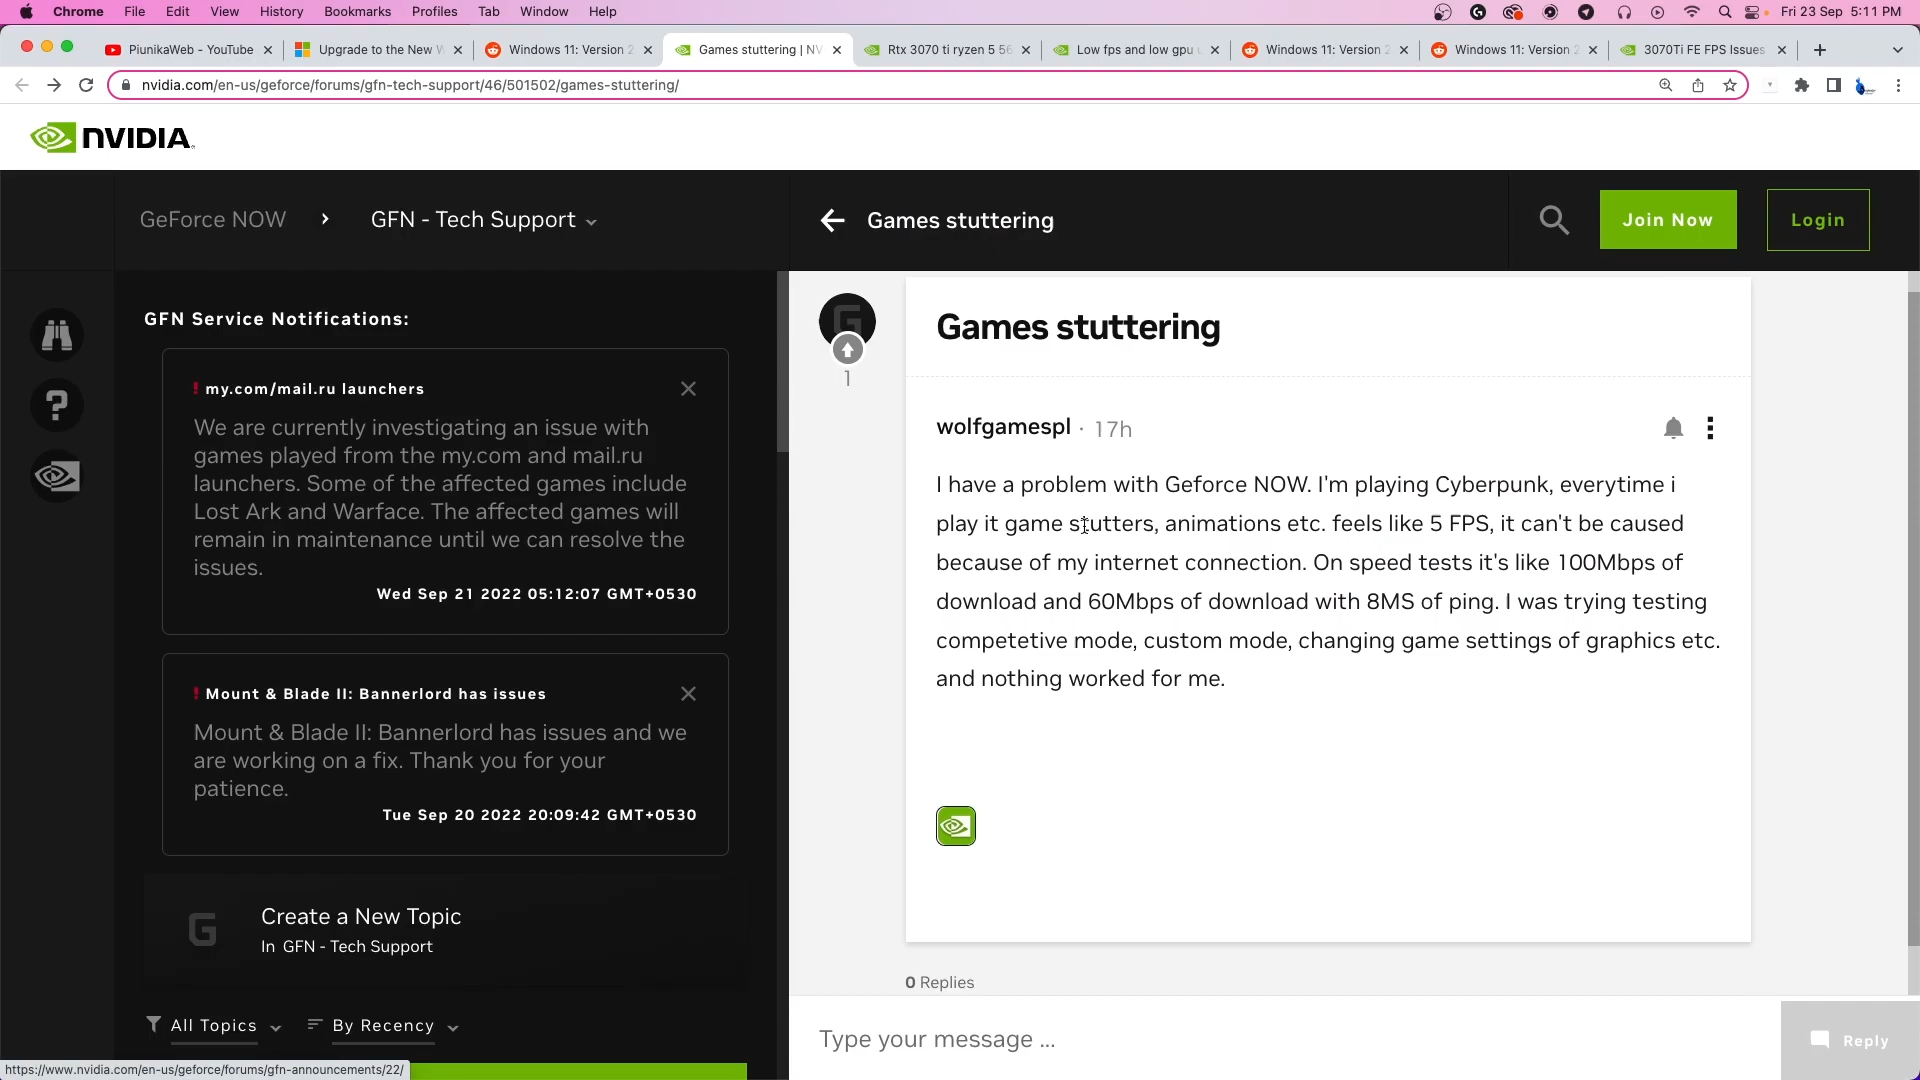 Chrome File Edit View History Bookmarks Profiles Tab Window Help Fri 23 Sep 5:11 PM
PiunikaWeb - YouTube Upgrade to the New W Windows 11: Version 2 Games stuttering | NV Rtx 3070 ti ryzen 5 56 Low fps and low gpu u Windows 11: Version 2 Windows 11: Version 2 3070Ti FE FPS Issues
nvidia.com/en-us/geforce/forums/gfn-tech-support/46/501502/games-stuttering/
NVIDIA.
GeForce NOW > GFN - Tech Support
Games stuttering
Join Now
Login
GFN Service Notifications:
! my.com/mail.ru launchers
We are currently investigating an issue with
games played from the my.com and mail.ru
launchers. Some of the affected games include
Lost Ark and Warface. The affected games will
remain in maintenance until we can resolve the
issues.
Wed Sep 21 2022 05:12:07 GMT+0530
! Mount & Blade II: Bannerlord has issues
Mount & Blade II: Bannerlord has issues and we
are working on a fix. Thank you for your
patience.
Tue Sep 20 2022 20:09:42 GMT+0530
Create a New Topic
In GFN - Tech Support
All Topics By Recency
https://www.nvidia.com/en-us/geforce/forums/gfn-announcements/22/
1
Games stuttering
wolfgamespl · 17h
I have a problem with Geforce NOW. I'm playing Cyberpunk, everytime i
play it game stutters, animations etc. feels like 5 FPS, it can't be caused
because of my internet connection. On speed tests it's like 100Mbps of
download and 60Mbps of download with 8MS of ping. I was trying testing
competetive mode, custom mode, changing game settings of graphics etc.
and nothing worked for me.
0 Replies
Type your message ...
Reply